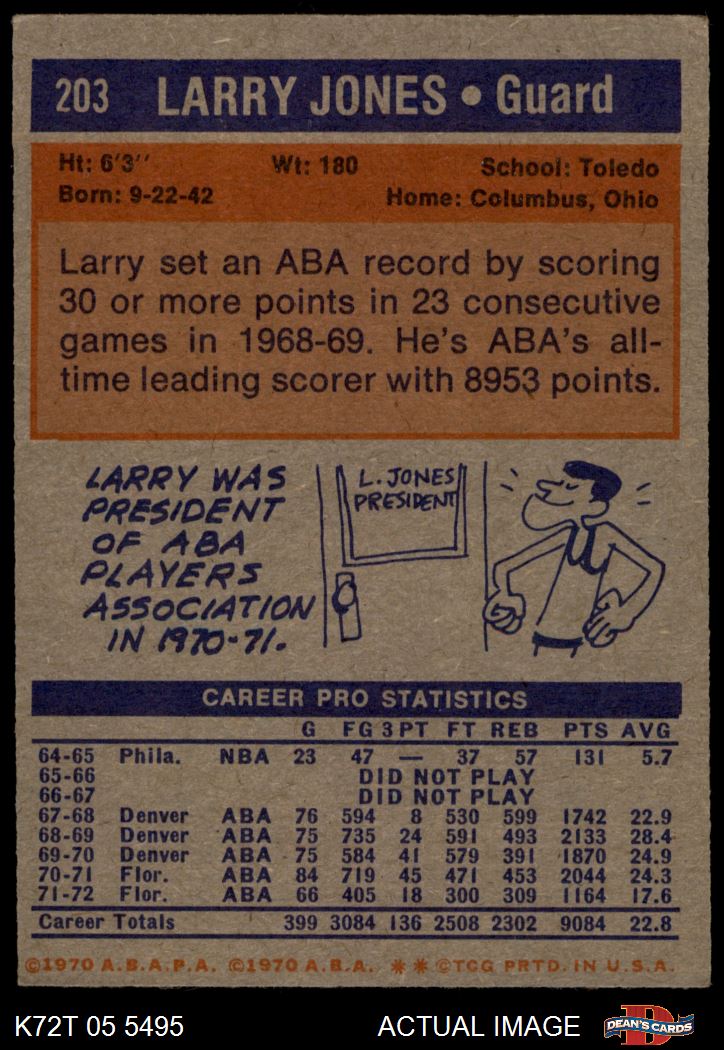 203 LARRY JONES • Guard
Ht: 6'3'' Wt: 180 School: Toledo
Born: 9-22-42 Home: Columbus, Ohio
Larry set an ABA record by scoring
30 or more points in 23 consecutive
games in 1968-69. He's ABA's all-
time leading scorer with 8953 points.
LARRY WAS
PRESIDENT
OF ABA
PLAYERS
ASSOCIATION
IN 1970-71.
L. JONES
PRESIDENT
CAREER PRO STATISTICS
G FG 3 PT FT REB PTS AVG
64-65 Phila. NBA 23 47 — 37 57 131 5.7
65-66 DID NOT PLAY
66-67 DID NOT PLAY
67-68 Denver ABA 76 594 8 530 599 1742 22.9
68-69 Denver ABA 75 735 24 591 493 2133 28.4
69-70 Denver ABA 75 584 41 579 391 1870 24.9
70-71 Flor. ABA 84 719 45 471 453 2044 24.3
71-72 Flor. ABA 66 405 18 300 309 1164 17.6
Career Totals 399 3084 136 2508 2302 9084 22.8
©1970 A.B.A.P.A. ©1970 A.B.A. ** ©TCG PRTD. IN U.S.A.
K72T 05 5495 ACTUAL IMAGE D DEAN'S CARDS